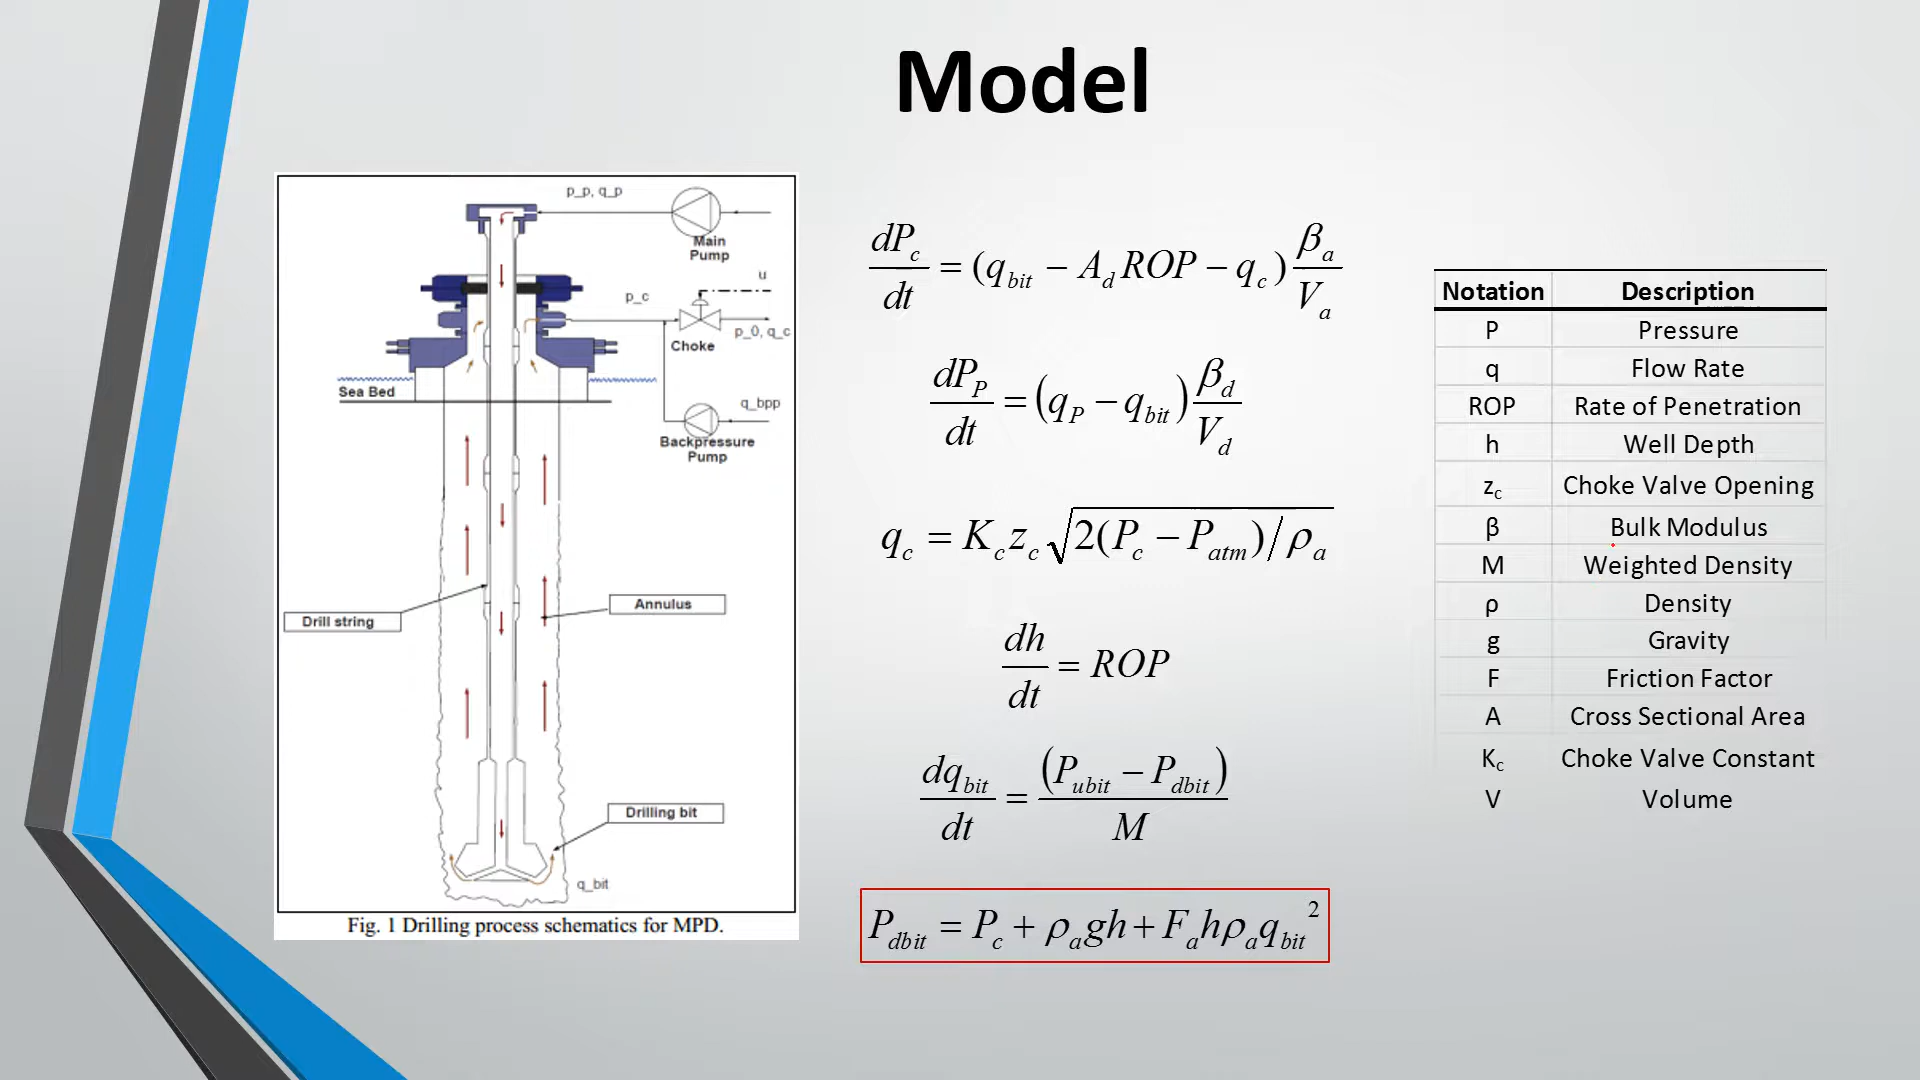 Model
p_p, q_p
Main
Pump
u
p_c
p_0, q_c
Choke
Sea Bed
q_bpp
Backpressure
Pump
Annulus
Drill string
Drilling bit
q_bit
Fig. 1 Drilling process schematics for MPD.
dP_c/dt = (q_bit − A_d ROP − q_c) β_a/V_a
dP_P/dt = (q_P − q_bit) β_d/V_d
q_c = K_c z_c √(2(P_c − P_atm)/ρ_a)
dh/dt = ROP
dq_bit/dt = (P_ubit − P_dbit)/M
P_dbit = P_c + ρ_a gh + F_a hρ_a q_bit²
Notation Description
P Pressure
q Flow Rate
ROP Rate of Penetration
h Well Depth
z_c Choke Valve Opening
β Bulk Modulus
M Weighted Density
ρ Density
g Gravity
F Friction Factor
A Cross Sectional Area
K_c Choke Valve Constant
V Volume